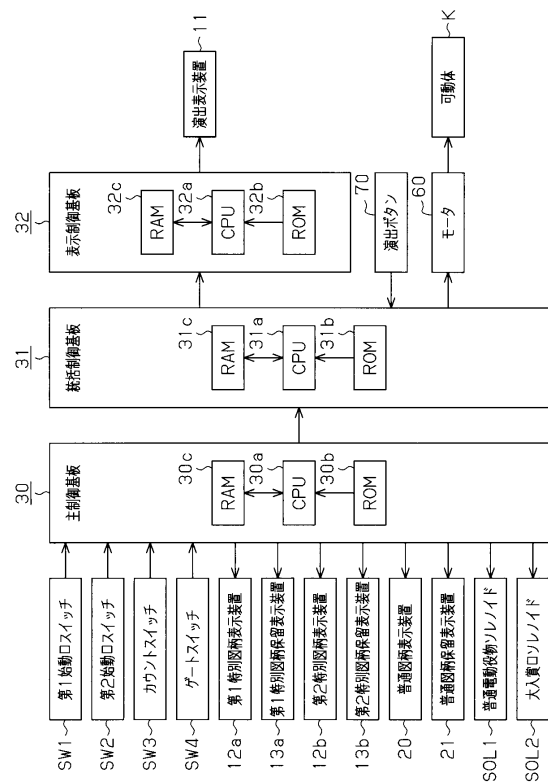 SW1
第1始動口スイッチ
SW2
第2始動口スイッチ
SW3
カウントスイッチ
SW4
ゲートスイッチ
12a
第1特別図柄表示装置
13a
第1特別図柄保留表示装置
12b
第2特別図柄表示装置
13b
第2特別図柄保留表示装置
20
普通図柄表示装置
21
普通図柄保留表示装置
SOL1
普通電動役物ソレノイド
SOL2
大入賞口ソレノイド
30
主制御基板
30c
RAM
30a
CPU
30b
ROM
31
統括制御基板
31c
RAM
31a
CPU
31b
ROM
32
表示制御基板
32c
RAM
32a
CPU
32b
ROM
70
演出ボタン
60
モータ
11
演出表示装置
K
可動体